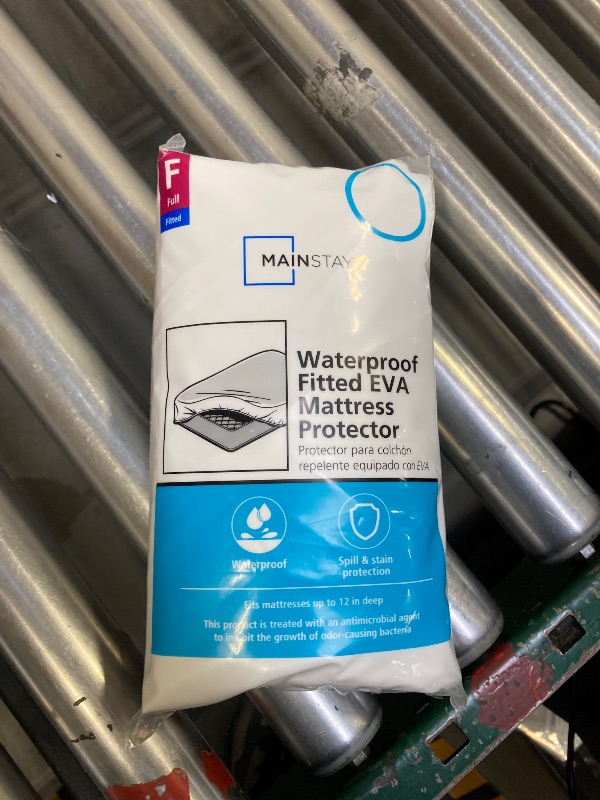 F
Full
Fitted
MAINSTAY
Waterproof
Fitted EVA
Mattress
Protector
Protector para colchón
repelente equipado con EVA
Waterproof
Spill & stain
protection
Fits mattresses up to 12 in deep
This product is treated with an antimicrobial agent
to inhibit the growth of odor-causing bacteria